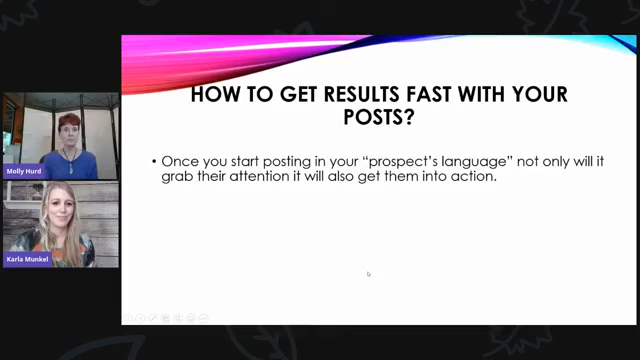 HOW TO GET RESULTS FAST WITH YOUR
POSTS?
• Once you start posting in your “prospect’s language” not only will it
grab their attention it will also get them into action.
Molly Hurd
Karla Munkel